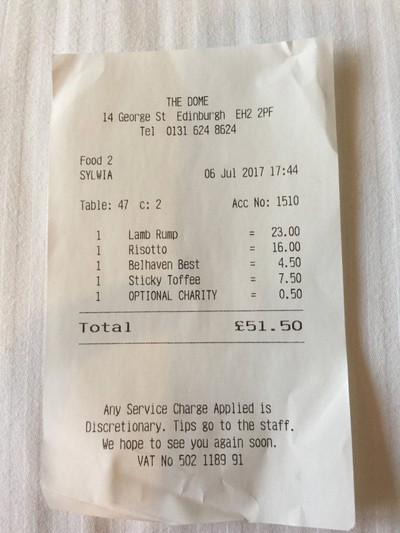 THE DOME
14 George St Edinburgh EH2 2PF
Tel 0131 624 8624
Food 2
SYLWIA 06 Jul 2017 17:44
Table: 47 c: 2 Acc No: 1510
1 Lamb Rump = 23.00
1 Risotto = 16.00
1 Belhaven Best = 4.50
1 Sticky Toffee = 7.50
1 OPTIONAL CHARITY = 0.50
Total £51.50
Any Service Charge Applied is
Discretionary. Tips go to the staff.
We hope to see you again soon.
VAT No 502 1189 91